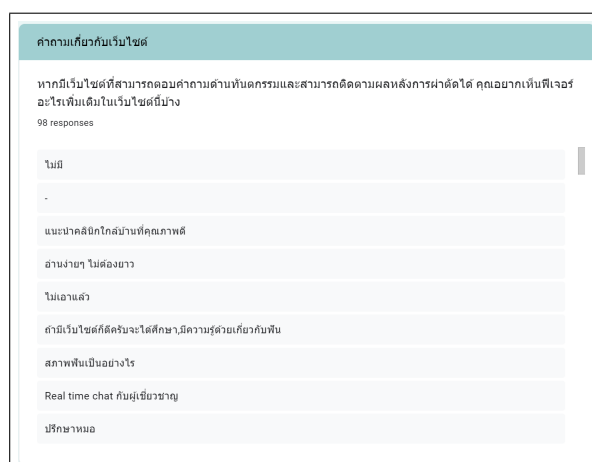 คำถามเกี่ยวกับเว็บไซต์
หากมีเว็บไซต์ที่สามารถตอบคำถามด้านทันตกรรมและสามารถติดตามผลหลังการผ่าตัดได้ คุณอยากเห็นฟีเจอร์
อะไรเพิ่มเติมในเว็บไซต์นี้บ้าง
98 responses
ไม่มี
-
แนะนำคลินิกใกล้บ้านที่คุณภาพดี
อ่านง่ายๆ ไม่ต้องยาว
ไม่เอาแล้ว
ถ้ามีเว็บไซต์ก็ดีครับจะได้ศึกษา,มีความรู้ด้วยเกี่ยวกับฟัน
สภาพฟันเป็นอย่างไร
Real time chat กับผู้เชี่ยวชาญ
ปรึกษาหมอ